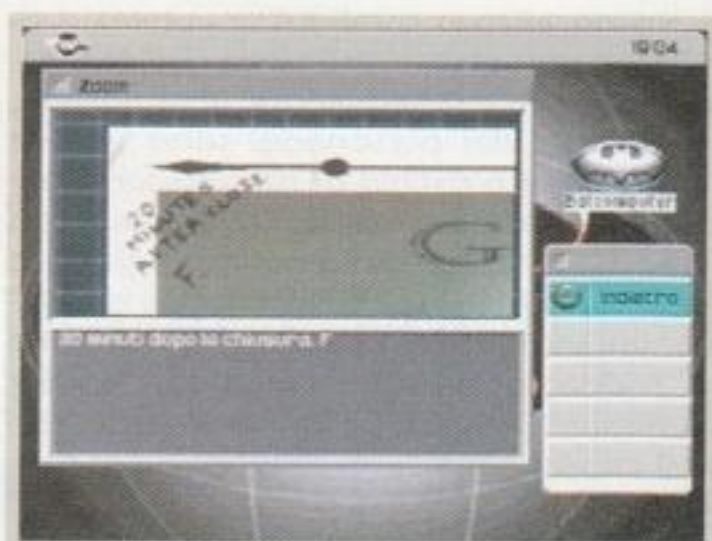 19:04
Zoom
20
MINUTES
AFTER CLOSE
F.
G
Batcomputer
Indietro
20 minuti dopo la chiusura. F